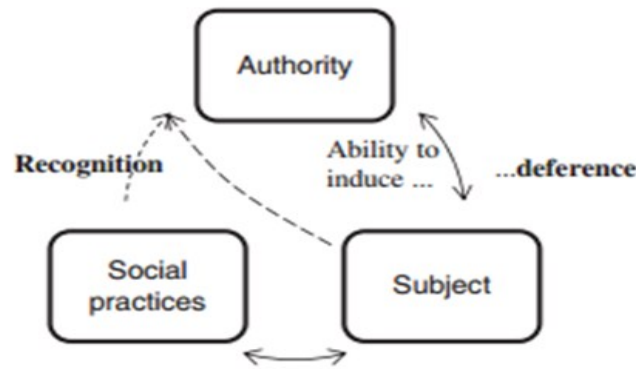 Authority
Recognition
Ability to
induce ...
...deference
Social
practices
Subject